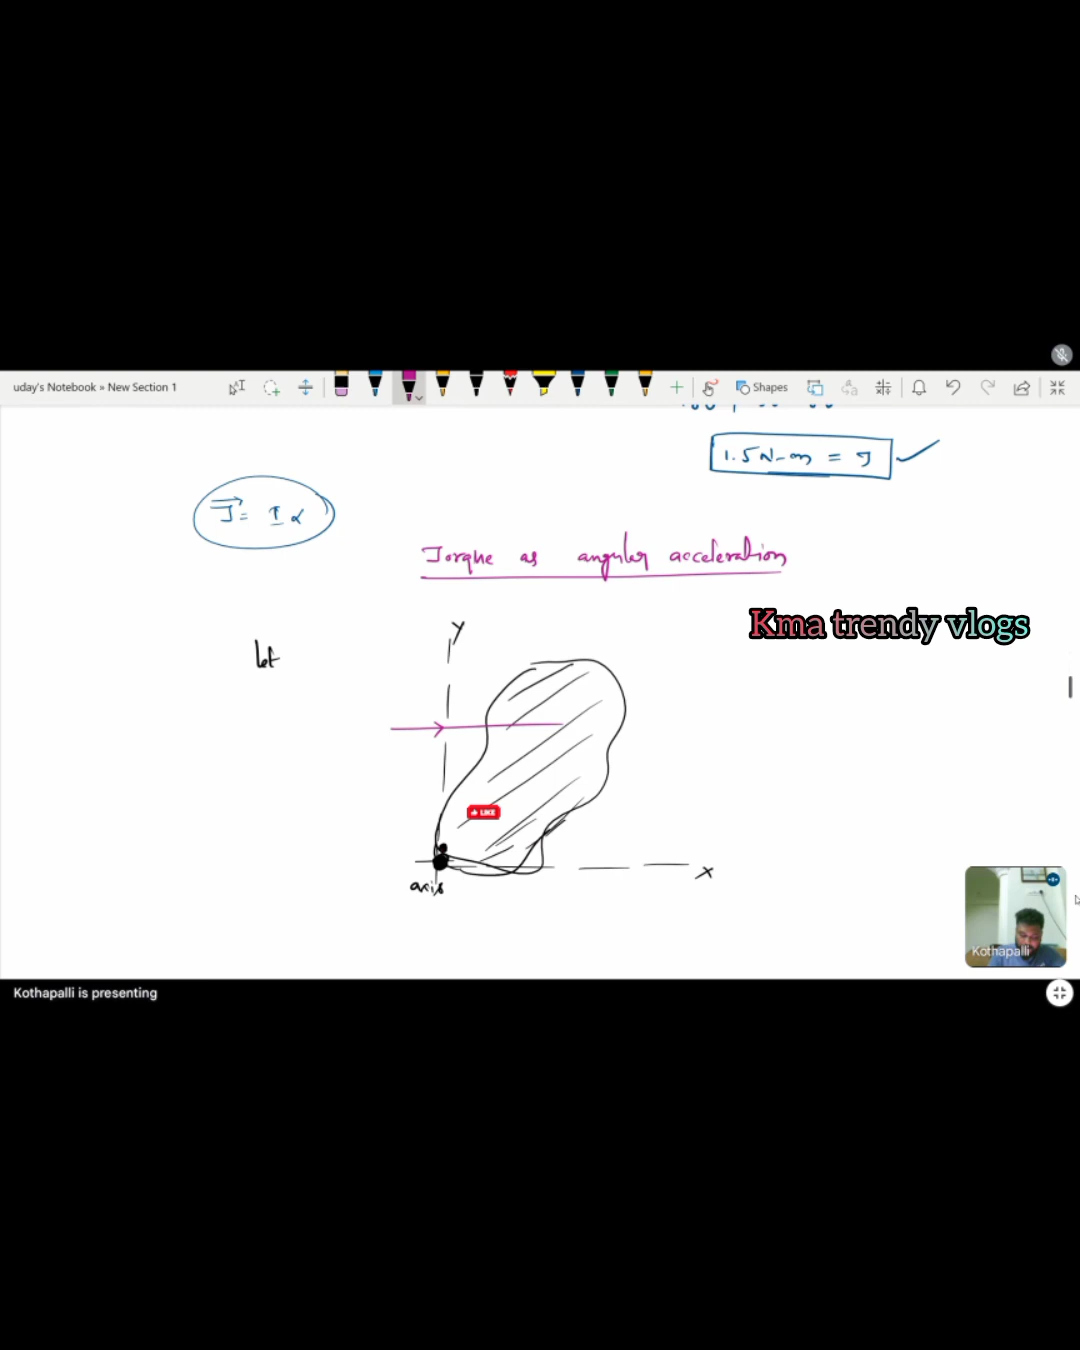 uday's Notebook » New Section 1
Shapes
1.5 N-m = J
J = I α
Torque as angular acceleration
Kma trendy vlogs
y
let
LIKE
x
axis
Kothapalli
Kothapalli is presenting